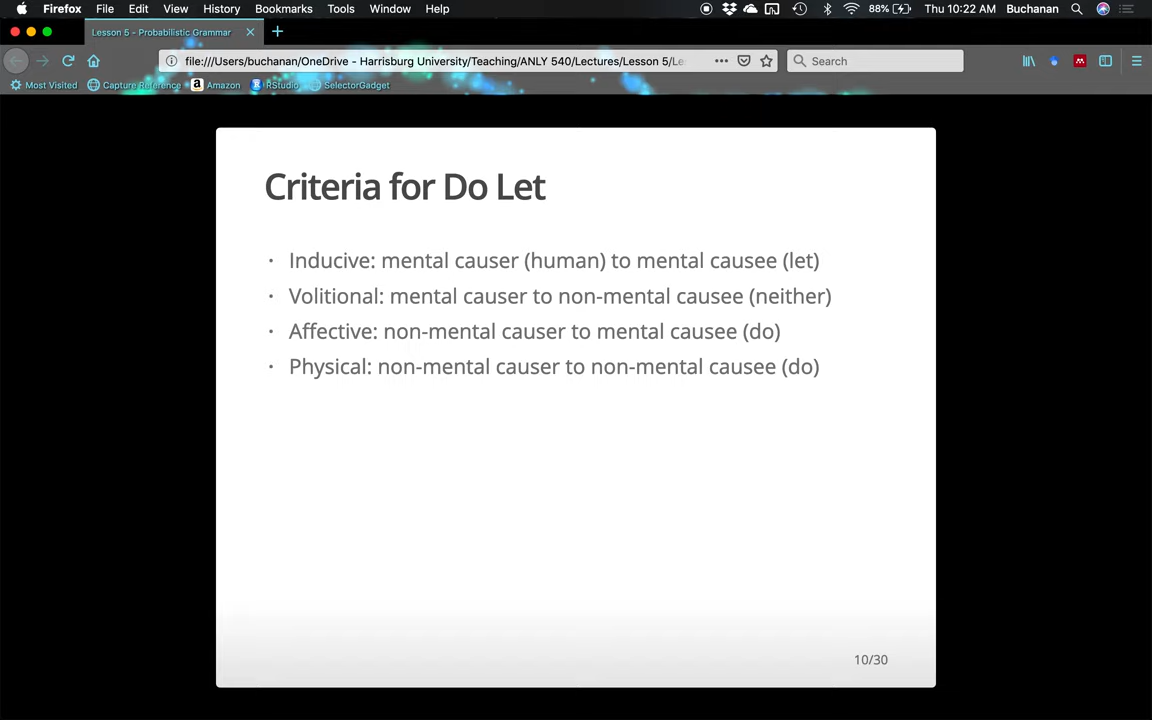 Firefox File Edit View History Bookmarks Tools Window Help 88% Thu 10:22 AM Buchanan
Lesson 5 - Probabilistic Grammar
file:///Users/buchanan/OneDrive - Harrisburg University/Teaching/ANLY 540/Lectures/Lesson 5/Le Search
Most Visited Capture Reference Amazon RStudio SelectorGadget
Criteria for Do Let
· Inducive: mental causer (human) to mental causee (let)
· Volitional: mental causer to non-mental causee (neither)
· Affective: non-mental causer to mental causee (do)
· Physical: non-mental causer to non-mental causee (do)
10/30